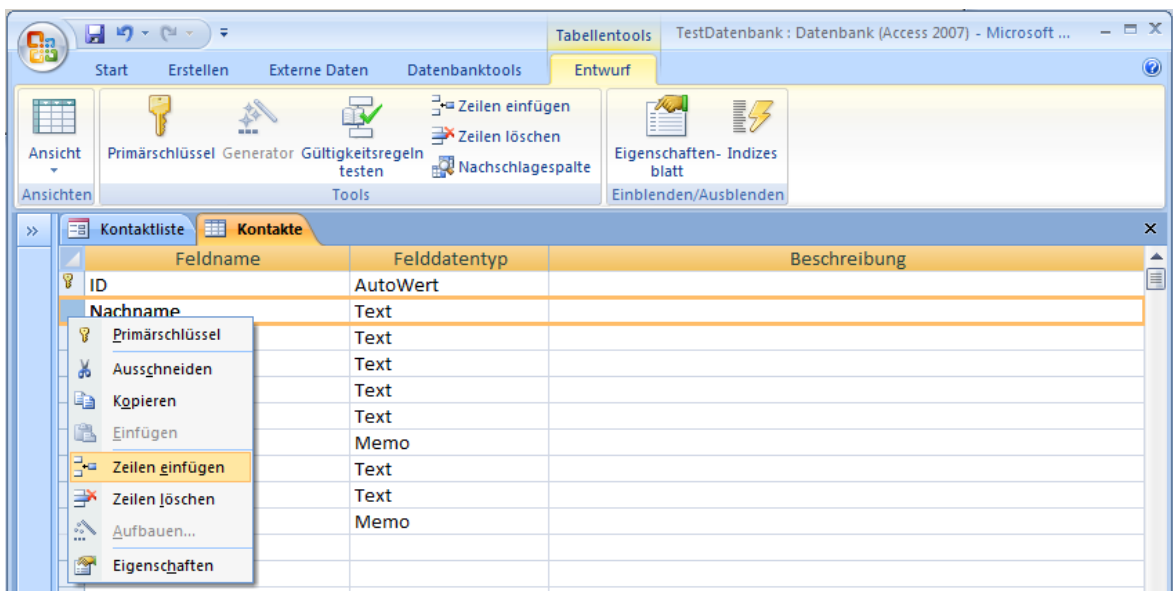 Tabellentools TestDatenbank : Datenbank (Access 2007) - Microsoft ...
Start Erstellen Externe Daten Datenbanktools Entwurf
Ansicht
Primärschlüssel Generator Gültigkeitsregeln testen
Zeilen einfügen
Zeilen löschen
Nachschlagespalte
Eigenschaften-
blatt
Indizes
Ansichten Tools Einblenden/Ausblenden
Kontaktliste Kontakte
Feldname Felddatentyp Beschreibung
ID AutoWert
Nachname Text
Text
Text
Text
Text
Memo
Text
Text
Memo
Primärschlüssel
Ausschneiden
Kopieren
Einfügen
Zeilen einfügen
Zeilen löschen
Aufbauen...
Eigenschaften